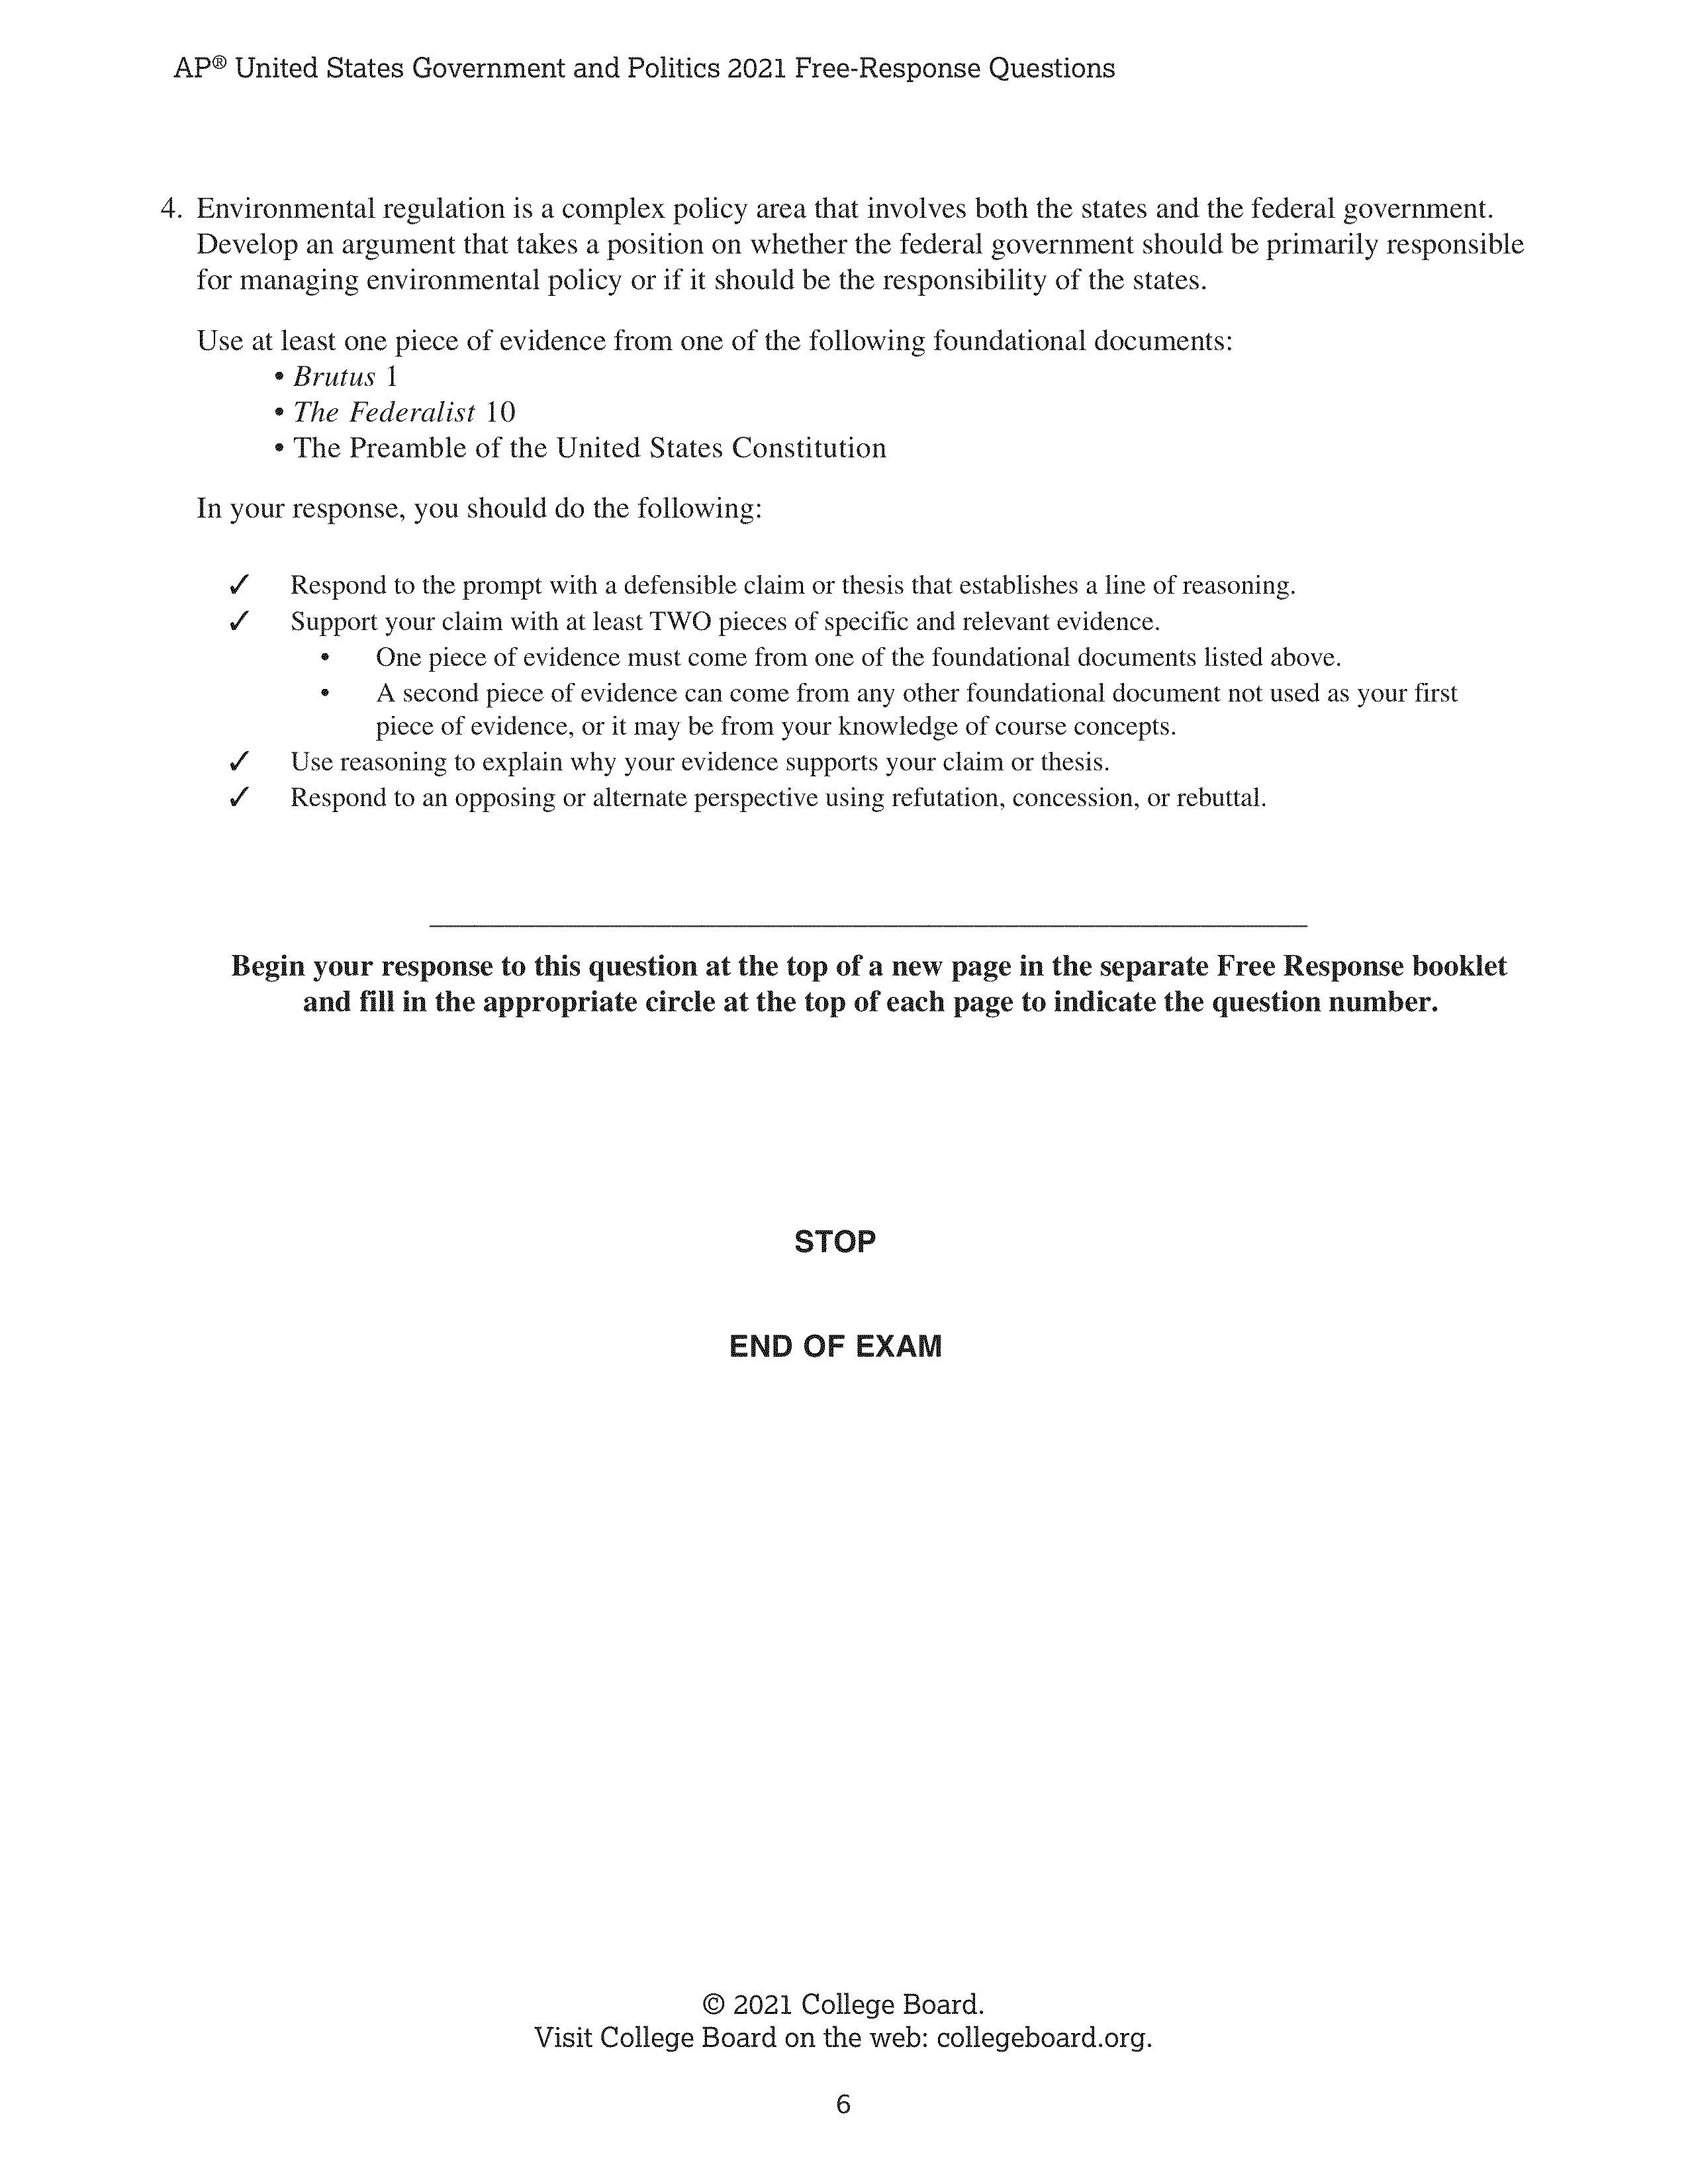 AP® United States Government and Politics 2021 Free-Response Questions
4. Environmental regulation is a complex policy area that involves both the states and the federal government.
Develop an argument that takes a position on whether the federal government should be primarily responsible
for managing environmental policy or if it should be the responsibility of the states.
Use at least one piece of evidence from one of the following foundational documents:
• Brutus 1
• The Federalist 10
• The Preamble of the United States Constitution
In your response, you should do the following:
✓ Respond to the prompt with a defensible claim or thesis that establishes a line of reasoning.
✓ Support your claim with at least TWO pieces of specific and relevant evidence.
• One piece of evidence must come from one of the foundational documents listed above.
• A second piece of evidence can come from any other foundational document not used as your first
piece of evidence, or it may be from your knowledge of course concepts.
✓ Use reasoning to explain why your evidence supports your claim or thesis.
✓ Respond to an opposing or alternate perspective using refutation, concession, or rebuttal.
Begin your response to this question at the top of a new page in the separate Free Response booklet
and fill in the appropriate circle at the top of each page to indicate the question number.
STOP
END OF EXAM
© 2021 College Board.
Visit College Board on the web: collegeboard.org.
6